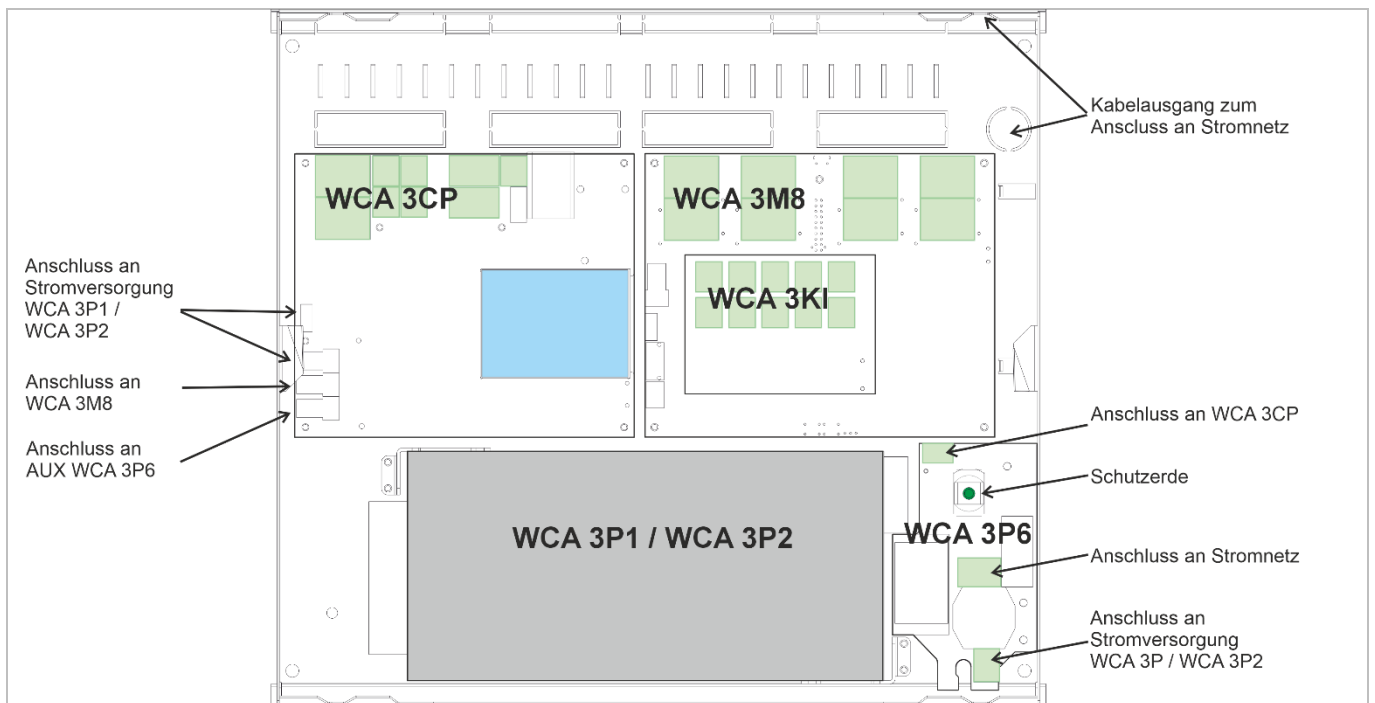 Kabelausgang zum
Anscluss an Stromnetz
WCA 3CP
WCA 3M8
Anschluss an
Stromversorgung
WCA 3P1 /
WCA 3P2
WCA 3KI
Anschluss an
WCA 3M8
Anschluss an WCA 3CP
Anschluss an
AUX WCA 3P6
Schutzerde
WCA 3P1 / WCA 3P2
WCA 3P6
Anschluss an Stromnetz
Anschluss an
Stromversorgung
WCA 3P / WCA 3P2